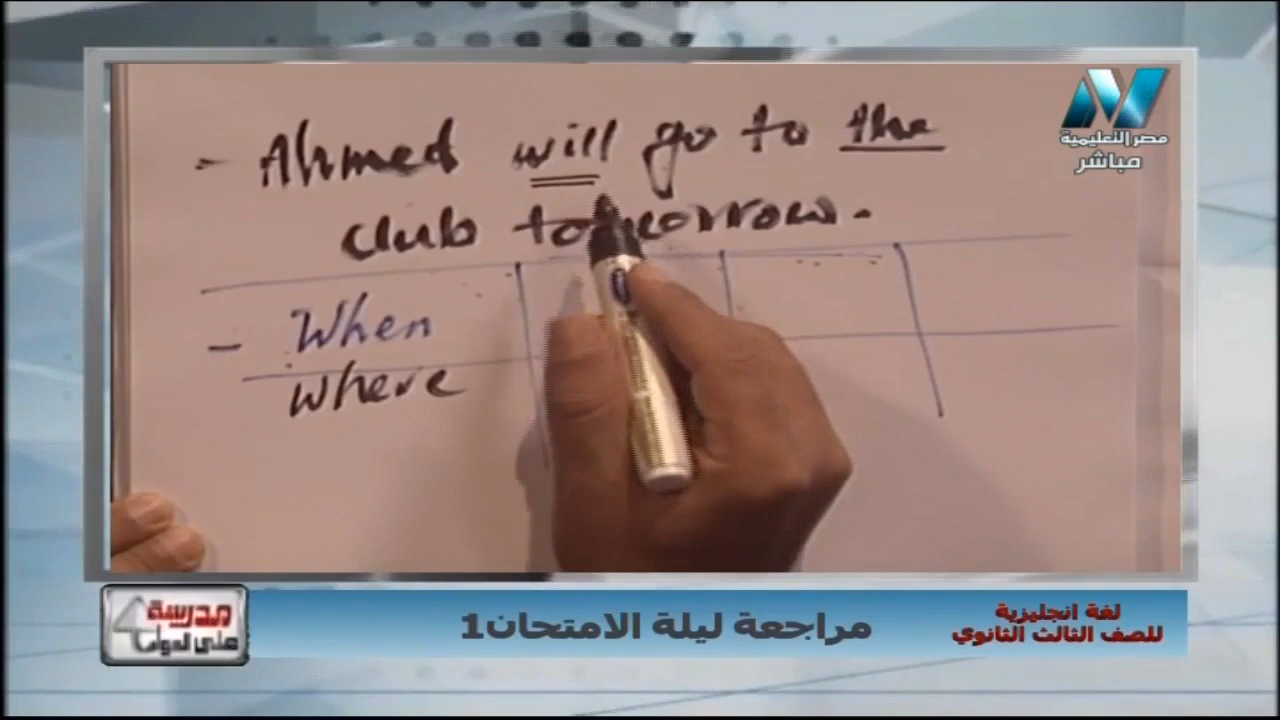 مصر التعليمية
مباشر
- Ahmed will go to the
club tomorrow.
- When
where
مدرسة
على الهواء
مراجعة ليلة الامتحان1
لغة انجليزية
للصف الثالث الثانوي